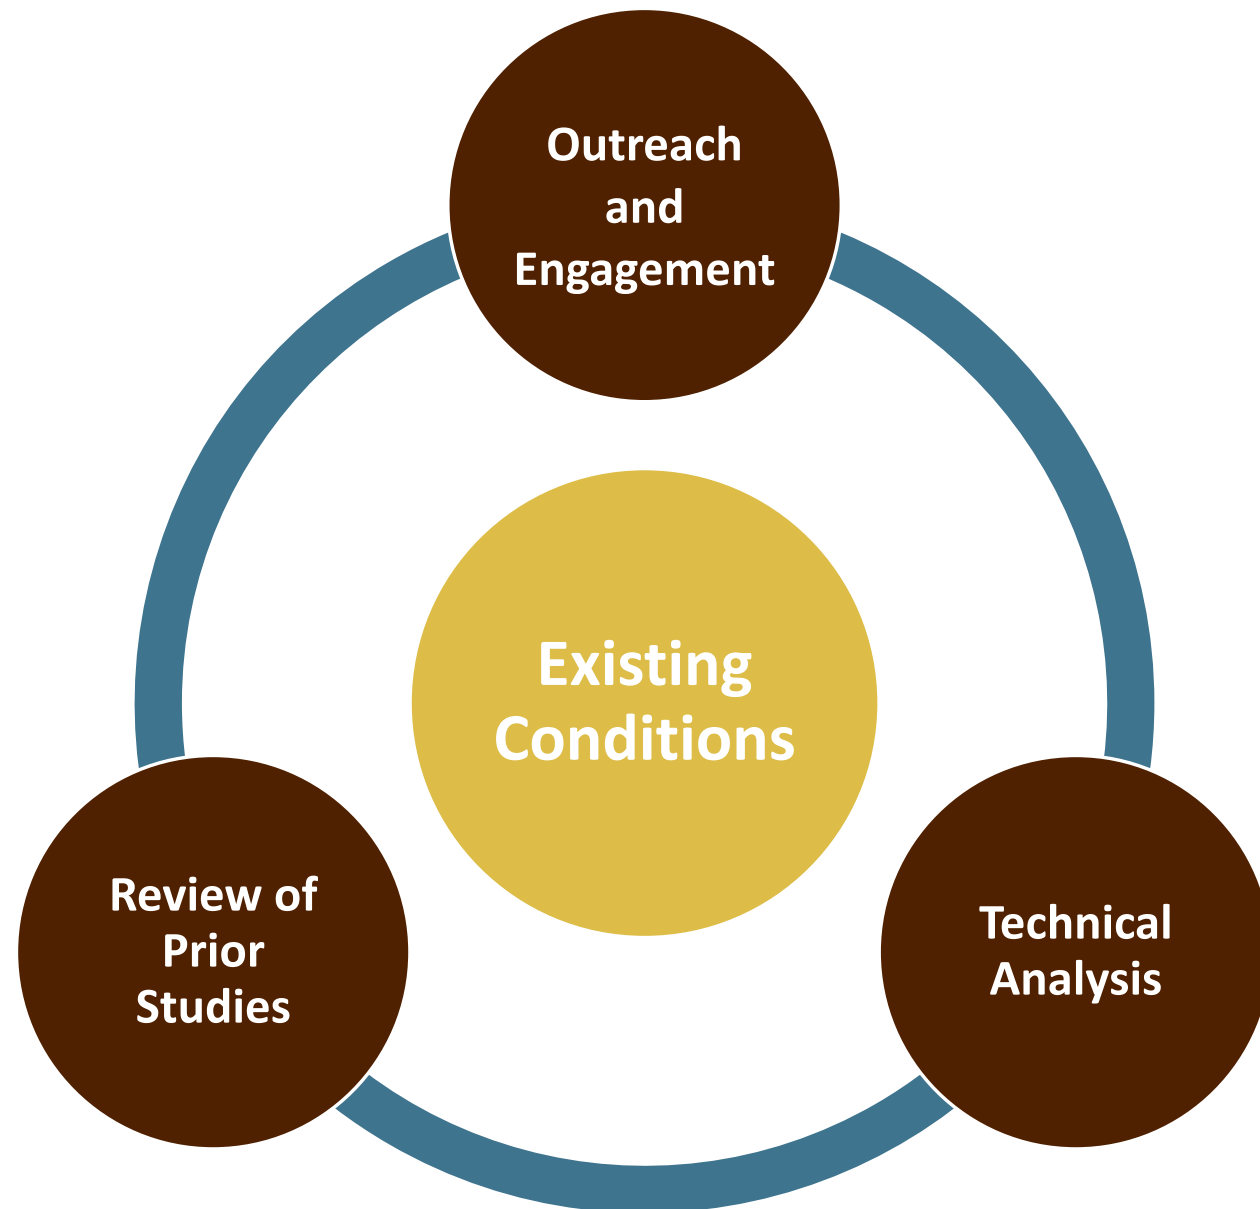 Outreach
and
Engagement
Existing
Conditions
Review of
Prior
Studies
Technical
Analysis